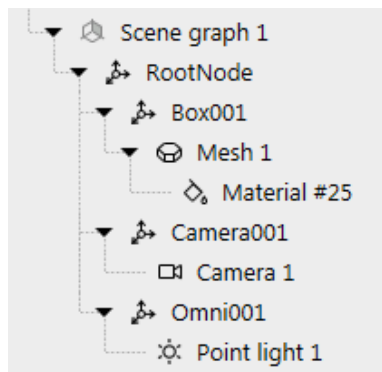 Scene graph 1
RootNode
Box001
Mesh 1
Material #25
Camera001
Camera 1
Omni001
Point light 1